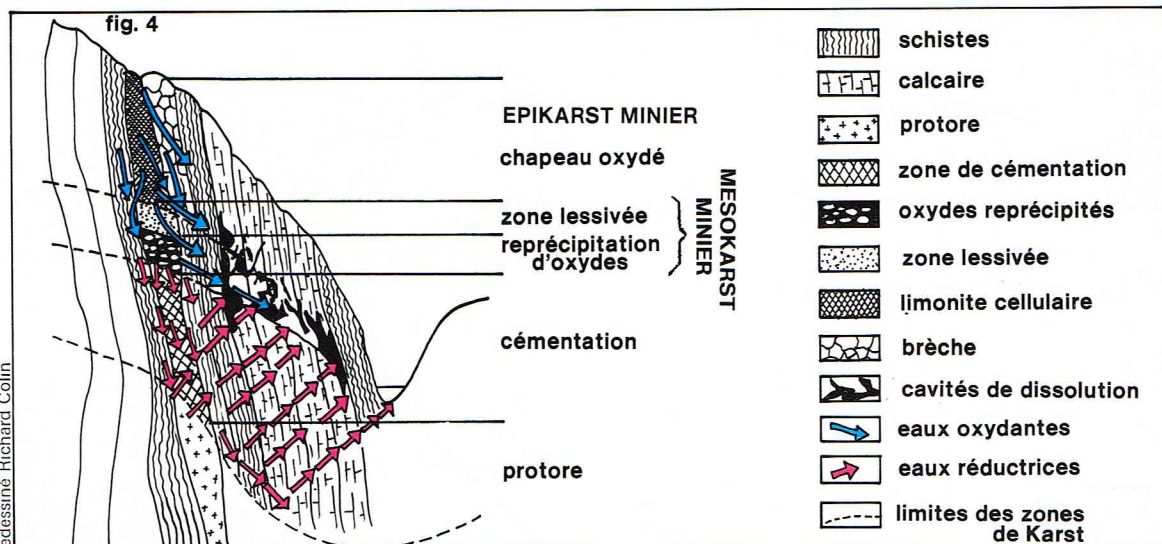 fig. 4
EPIKARST MINIER
chapeau oxydé
zone lessivée
reprécipitation
d'oxydes
MESOKARST
MINIER
cémentation
protore
schistes
calcaire
protore
zone de cémentation
oxydes reprécipités
zone lessivée
limonite cellulaire
brèche
cavités de dissolution
eaux oxydantes
eaux réductrices
limites des zones
de Karst
edessiné Richard Colin